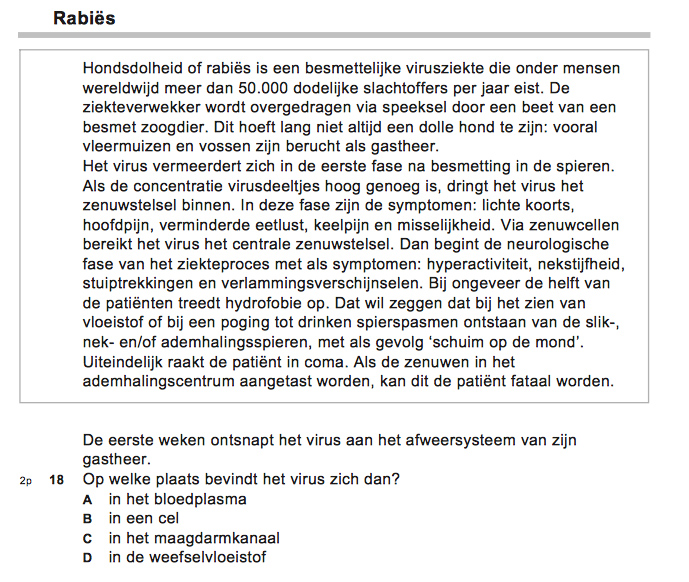 Rabiës
Hondsdolheid of rabiës is een besmettelijke virusziekte die onder mensen
wereldwijd meer dan 50.000 dodelijke slachtoffers per jaar eist. De
ziekteverwekker wordt overgedragen via speeksel door een beet van een
besmet zoogdier. Dit hoeft lang niet altijd een dolle hond te zijn: vooral
vleermuizen en vossen zijn berucht als gastheer.
Het virus vermeerdert zich in de eerste fase na besmetting in de spieren.
Als de concentratie virusdeeltjes hoog genoeg is, dringt het virus het
zenuwstelsel binnen. In deze fase zijn de symptomen: lichte koorts,
hoofdpijn, verminderde eetlust, keelpijn en misselijkheid. Via zenuwcellen
bereikt het virus het centrale zenuwstelsel. Dan begint de neurologische
fase van het ziekteproces met als symptomen: hyperactiviteit, nekstijfheid,
stuiptrekkingen en verlammingsverschijnselen. Bij ongeveer de helft van
de patiënten treedt hydrofobie op. Dat wil zeggen dat bij het zien van
vloeistof of bij een poging tot drinken spierspasmen ontstaan van de slik-,
nek- en/of ademhalingsspieren, met als gevolg ‘schuim op de mond’.
Uiteindelijk raakt de patiënt in coma. Als de zenuwen in het
ademhalingscentrum aangetast worden, kan dit de patiënt fataal worden.
De eerste weken ontsnapt het virus aan het afweersysteem van zijn
gastheer.
2p 18 Op welke plaats bevindt het virus zich dan?
A in het bloedplasma
B in een cel
C in het maagdarmkanaal
D in de weefselvloeistof